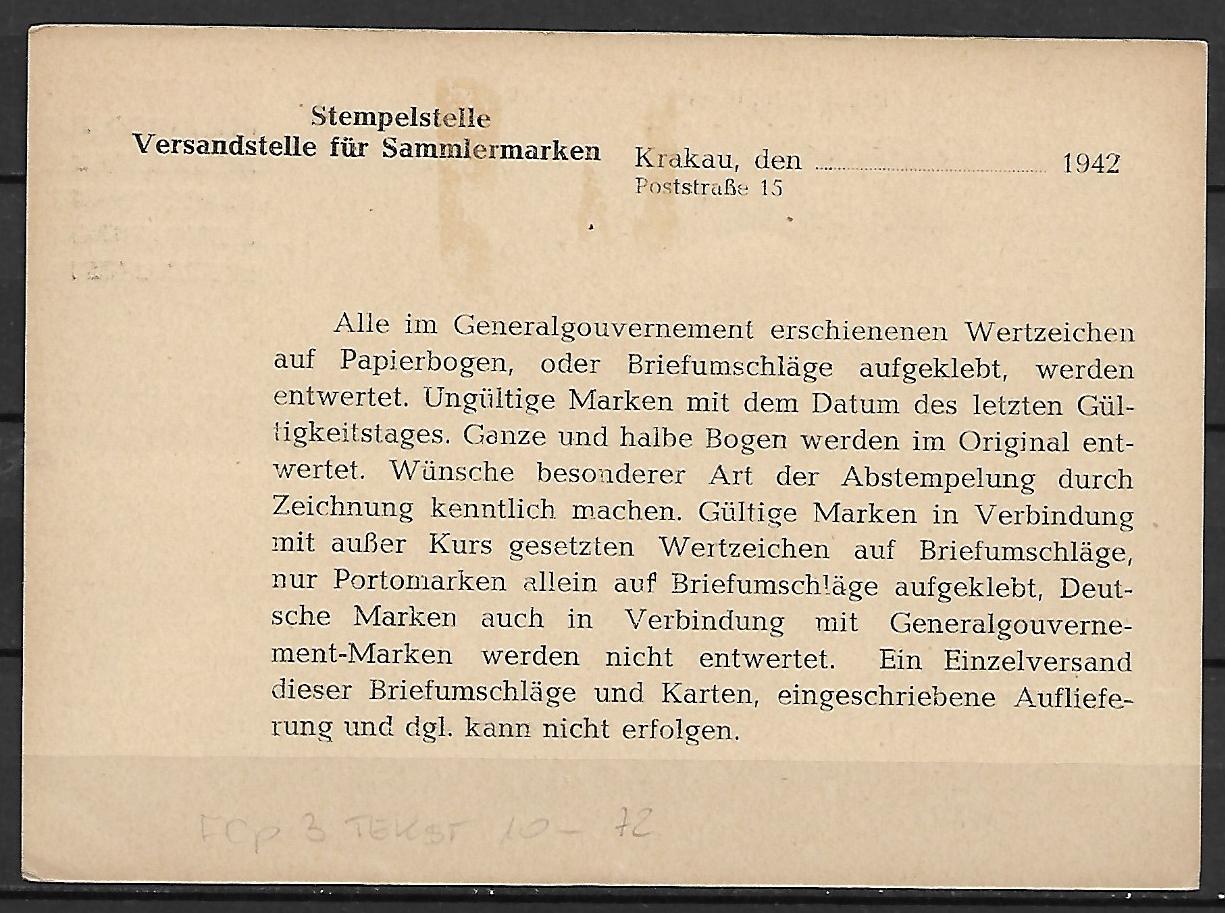 Stempelstelle
Versandstelle für Sammlermarken
Krakau, den ........................ 1942
Poststraße 15
Alle im Generalgouvernement erschienenen Wertzeichen
auf Papierbogen, oder Briefumschläge aufgeklebt, werden
entwertet. Ungültige Marken mit dem Datum des letzten Gül-
tigkeitstages. Ganze und halbe Bogen werden im Original ent-
wertet. Wünsche besonderer Art der Abstempelung durch
Zeichnung kenntlich machen. Gültige Marken in Verbindung
mit außer Kurs gesetzten Wertzeichen auf Briefumschläge,
nur Portomarken allein auf Briefumschläge aufgeklebt, Deut-
sche Marken auch in Verbindung mit Generalgouverne-
ment-Marken werden nicht entwertet. Ein Einzelversand
dieser Briefumschläge und Karten, eingeschriebene Aufliefe-
rung und dgl. kann nicht erfolgen.
3 TEKST 10 - 72